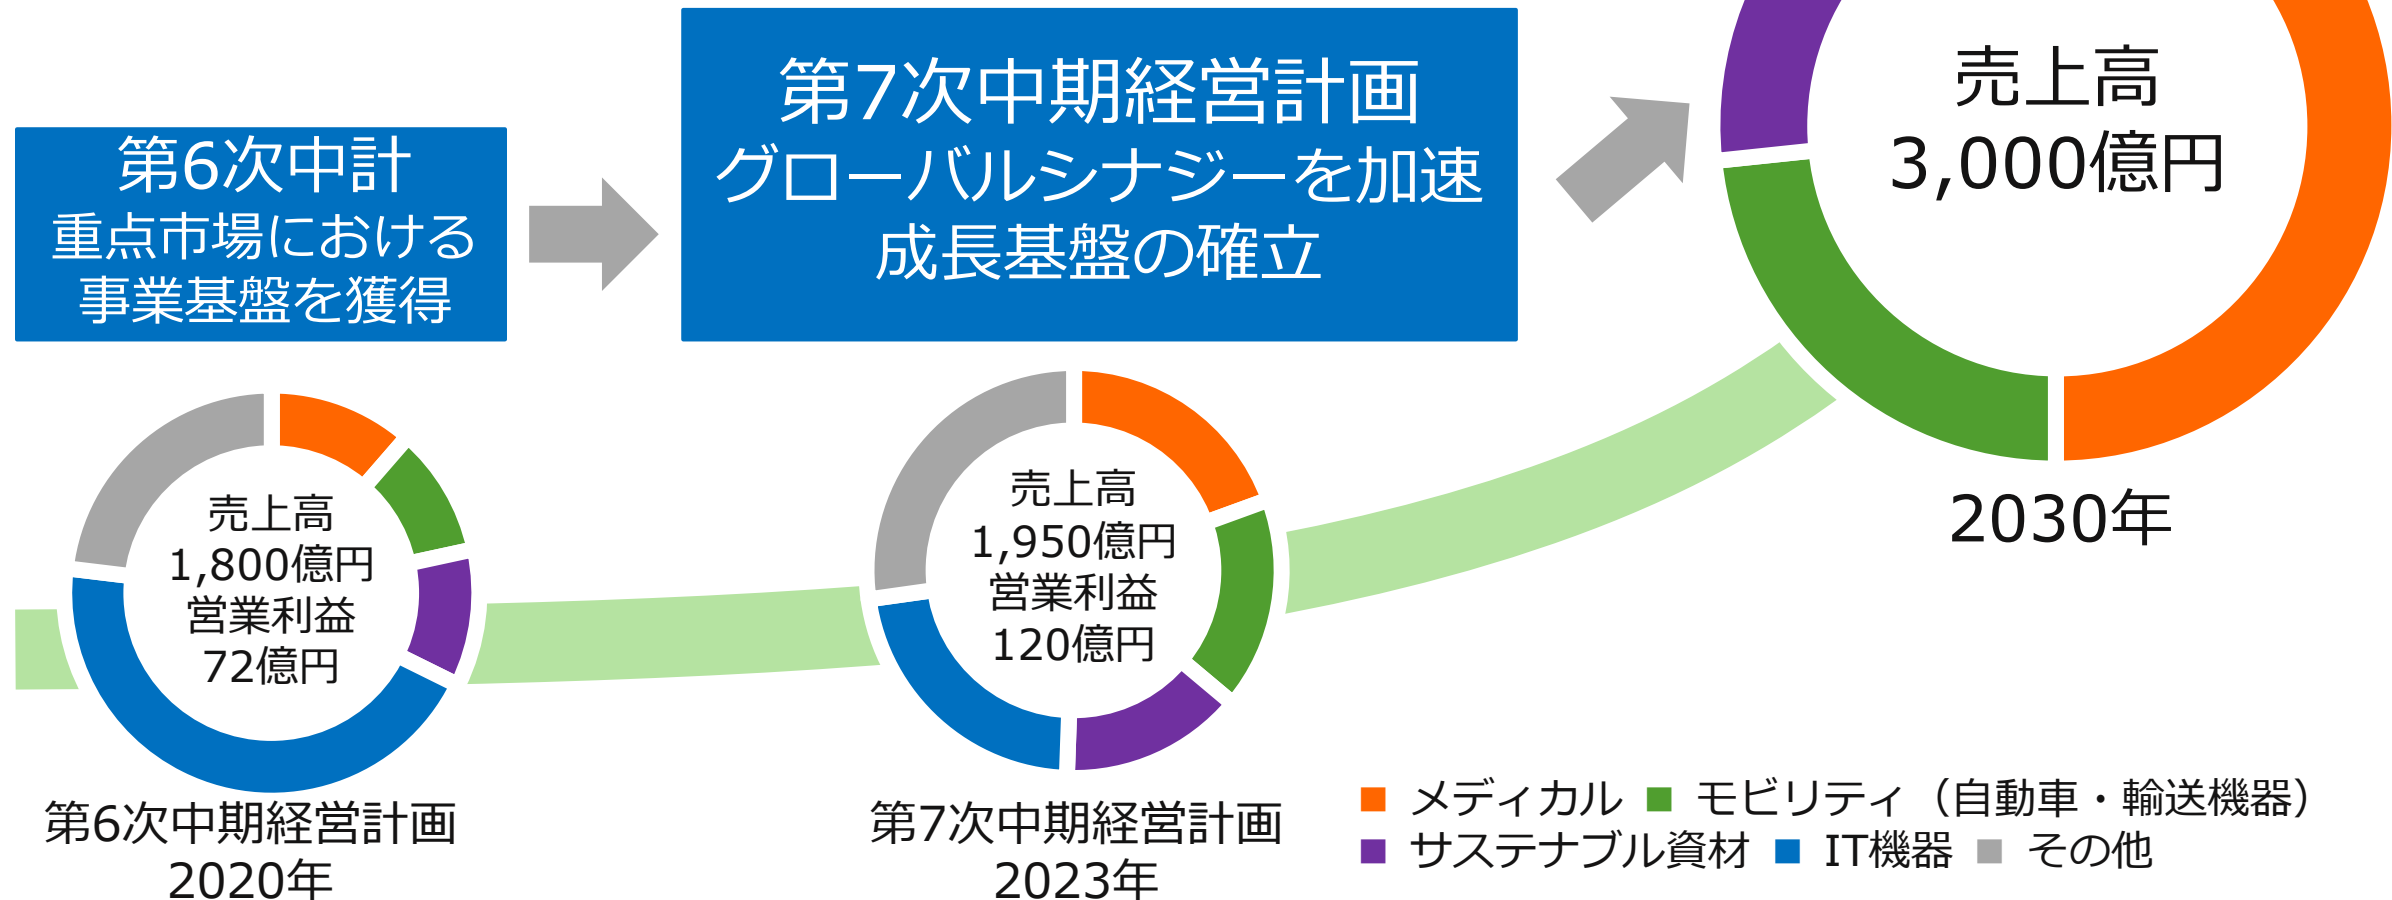 第6次中計
重点市場における
事業基盤を獲得
第7次中期経営計画
グローバルシナジーを加速
成長基盤の確立
売上高
3,000億円
2030年
売上高
1,800億円
営業利益
72億円
第6次中期経営計画
2020年
売上高
1,950億円
営業利益
120億円
第7次中期経営計画
2023年
メディカル モビリティ（自動車・輸送機器）
サステナブル資材 IT機器 その他